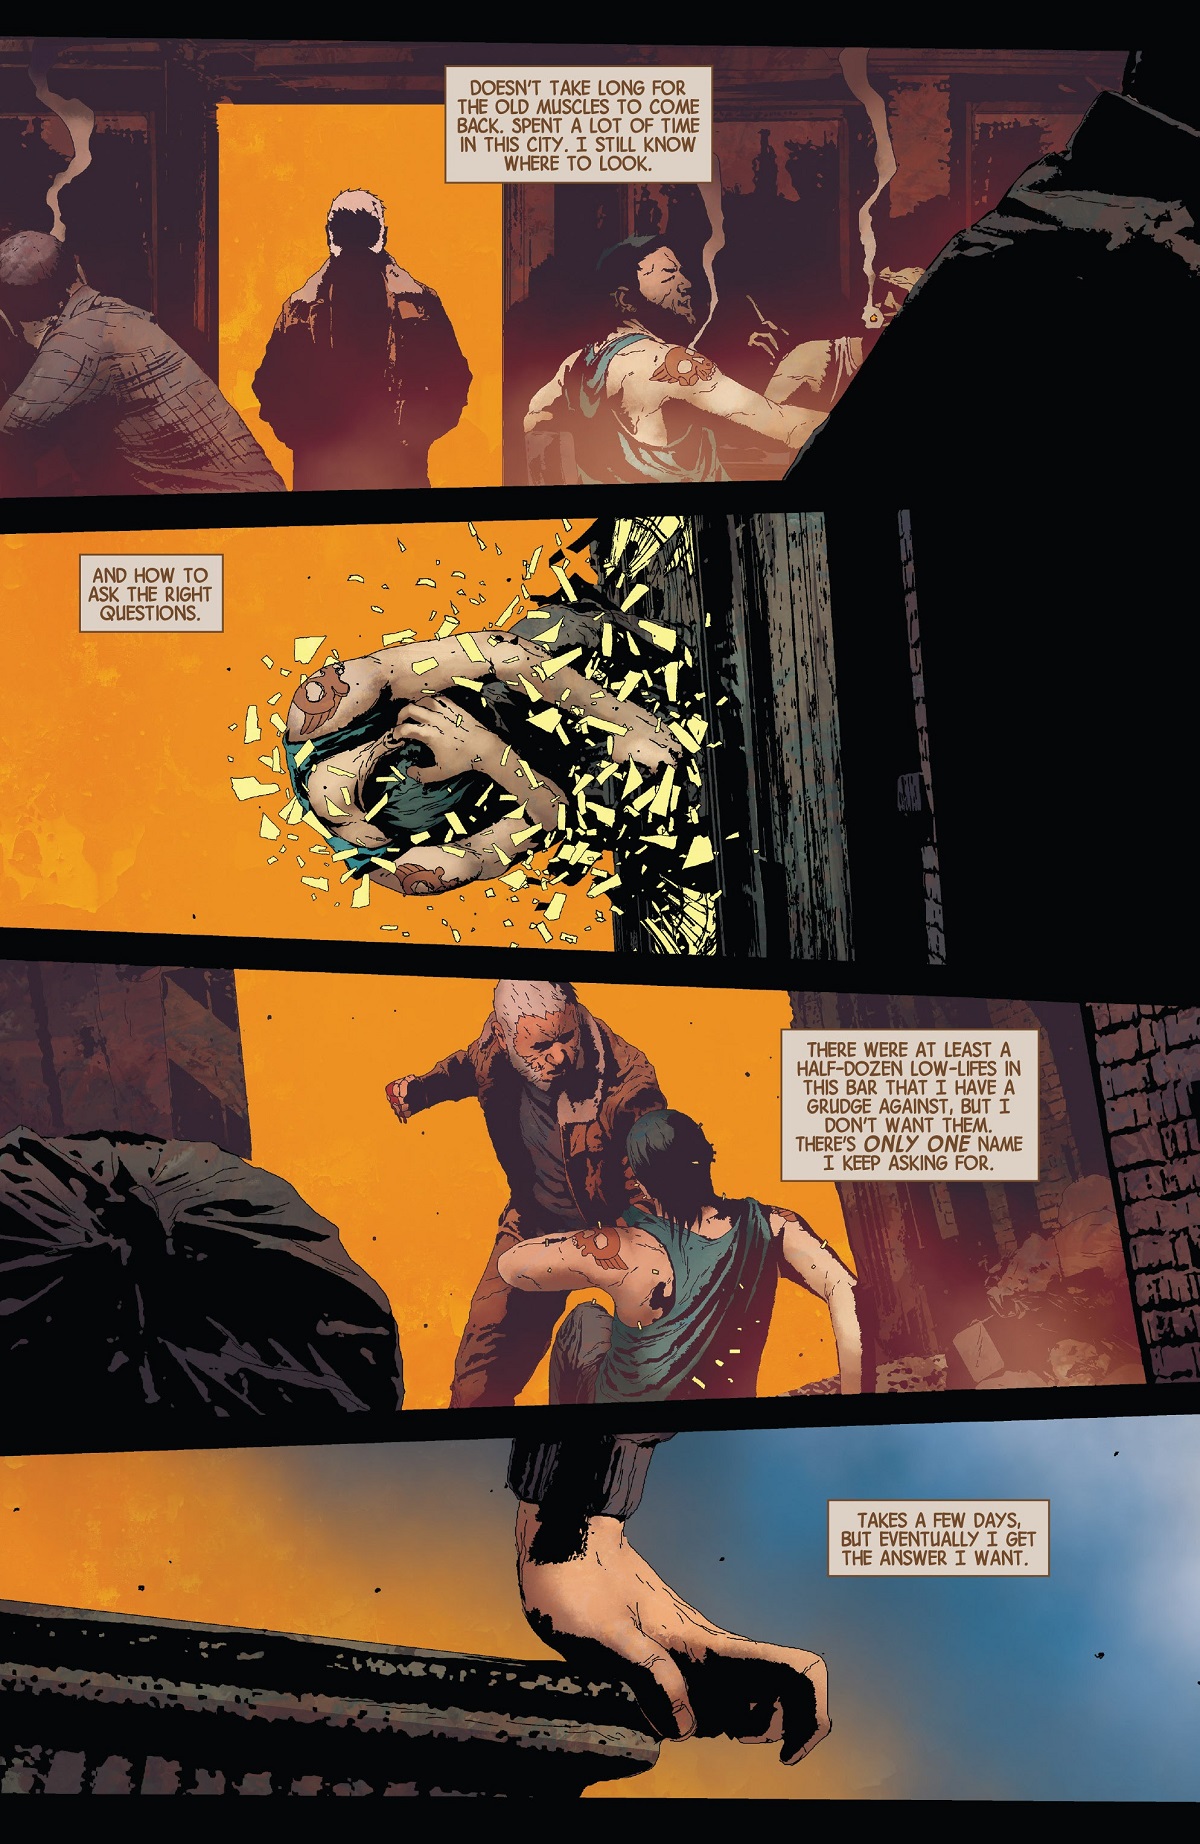 DOESN'T TAKE LONG FOR
THE OLD MUSCLES TO COME
BACK. SPENT A LOT OF TIME
IN THIS CITY. I STILL KNOW
WHERE TO LOOK.
AND HOW TO
ASK THE RIGHT
QUESTIONS.
THERE WERE AT LEAST A
HALF-DOZEN LOW-LIFES IN
THIS BAR THAT I HAVE A
GRUDGE AGAINST, BUT I
DON'T WANT THEM.
THERE'S ONLY ONE NAME
I KEEP ASKING FOR.
TAKES A FEW DAYS,
BUT EVENTUALLY I GET
THE ANSWER I WANT.